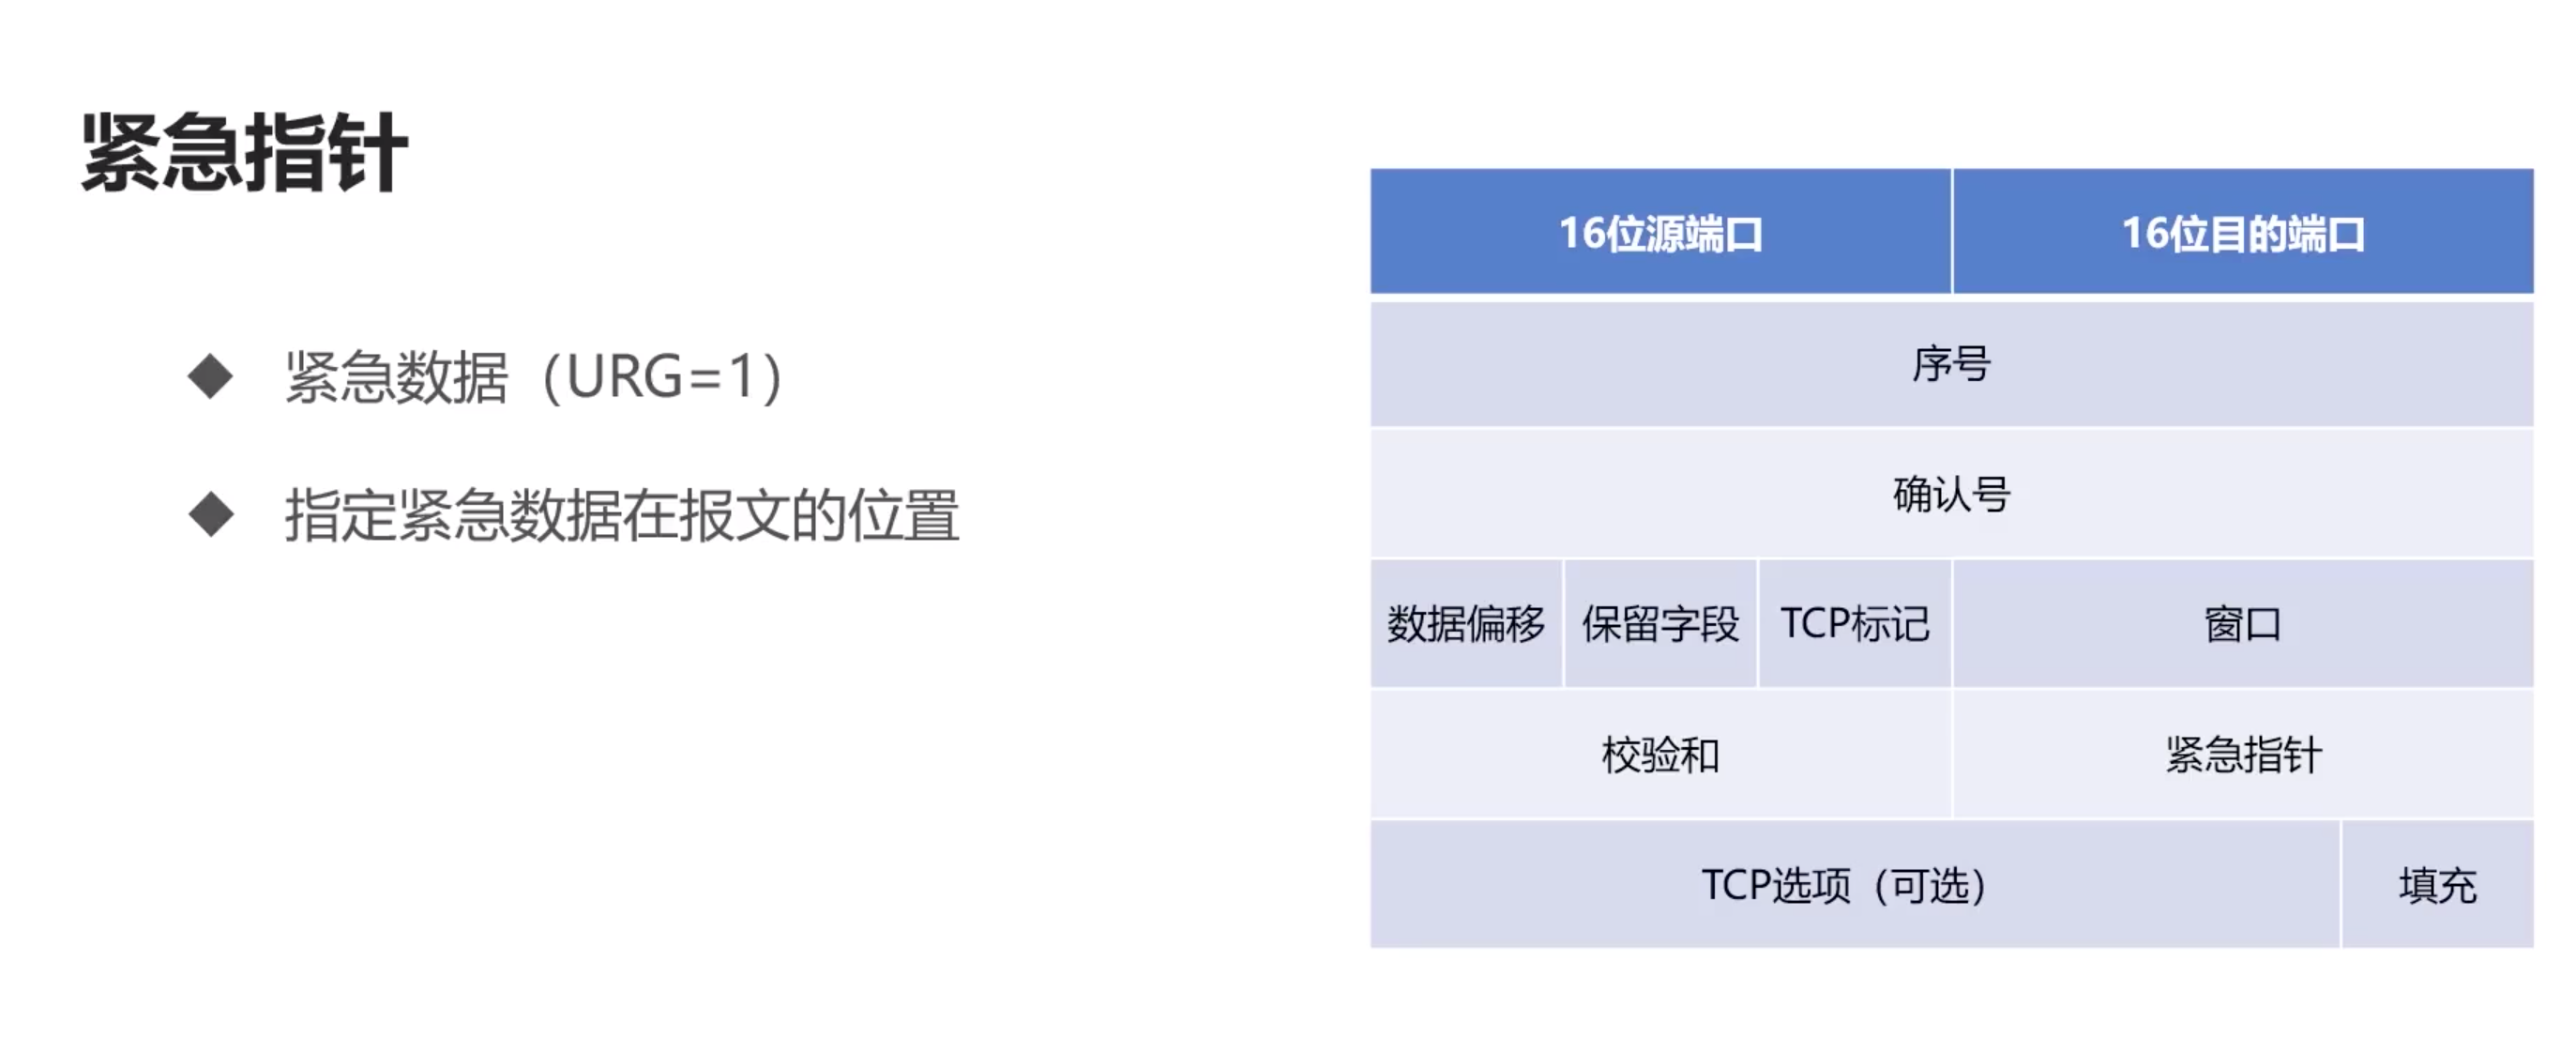 紧急指针
紧急数据（URG=1）
指定紧急数据在报文的位置
16位源端口 16位目的端口
序号
确认号
数据偏移 保留字段 TCP标记 窗口
校验和 紧急指针
TCP选项（可选） 填充